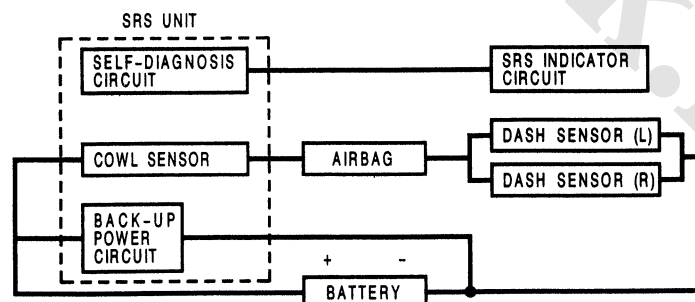 SRS UNIT
SELF-DIAGNOSIS
CIRCUIT
SRS INDICATOR
CIRCUIT
COWL SENSOR
AIRBAG
DASH SENSOR (L)
DASH SENSOR (R)
BACK-UP
POWER
CIRCUIT
+ -
BATTERY